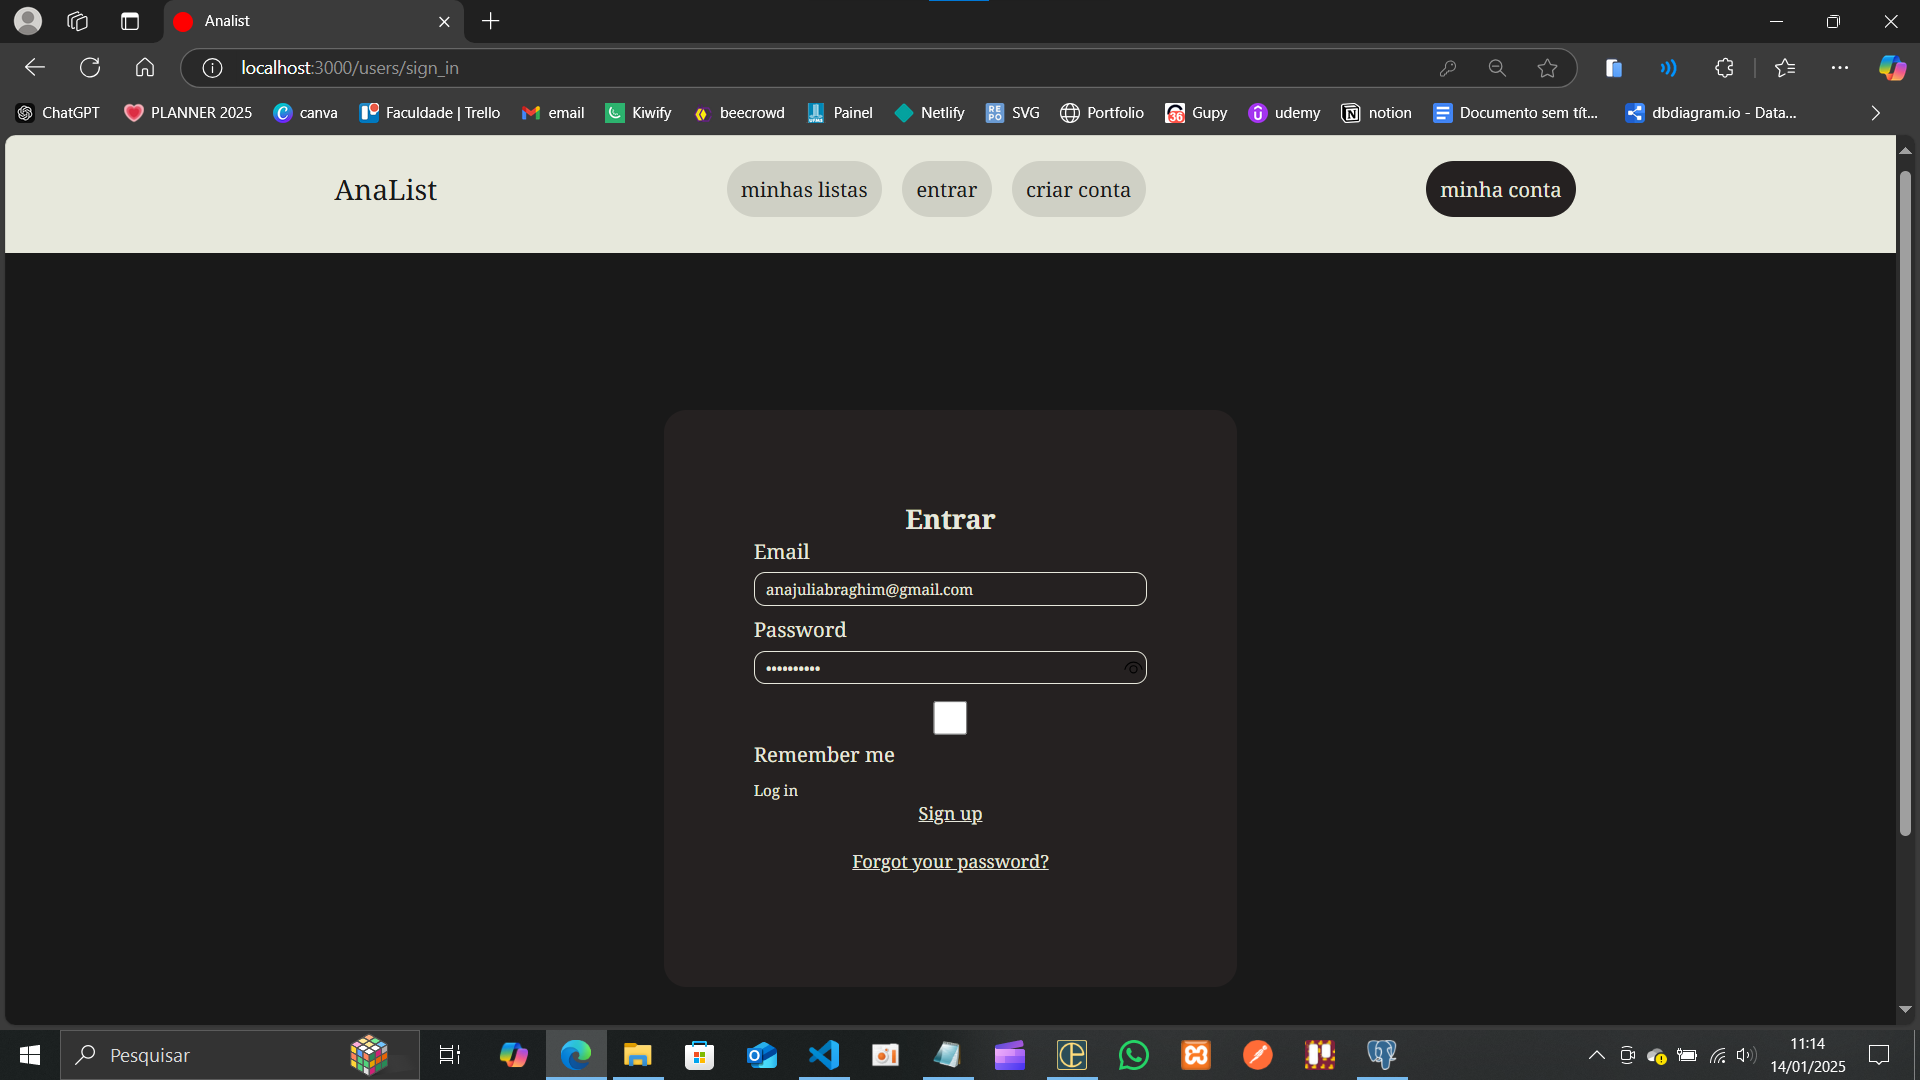 Analist
localhost:3000/users/sign_in
ChatGPT PLANNER 2025 canva Faculdade | Trello email Kiwify beecrowd Painel Netlify SVG Portfolio Gupy udemy notion Documento sem tít... dbdiagram.io - Data...
AnaList minhas listas entrar criar conta minha conta
Entrar
Email
anajuliabraghim@gmail.com
Password
••••••••••
Remember me
Log in
Sign up
Forgot your password?
Pesquisar
11:14
14/01/2025